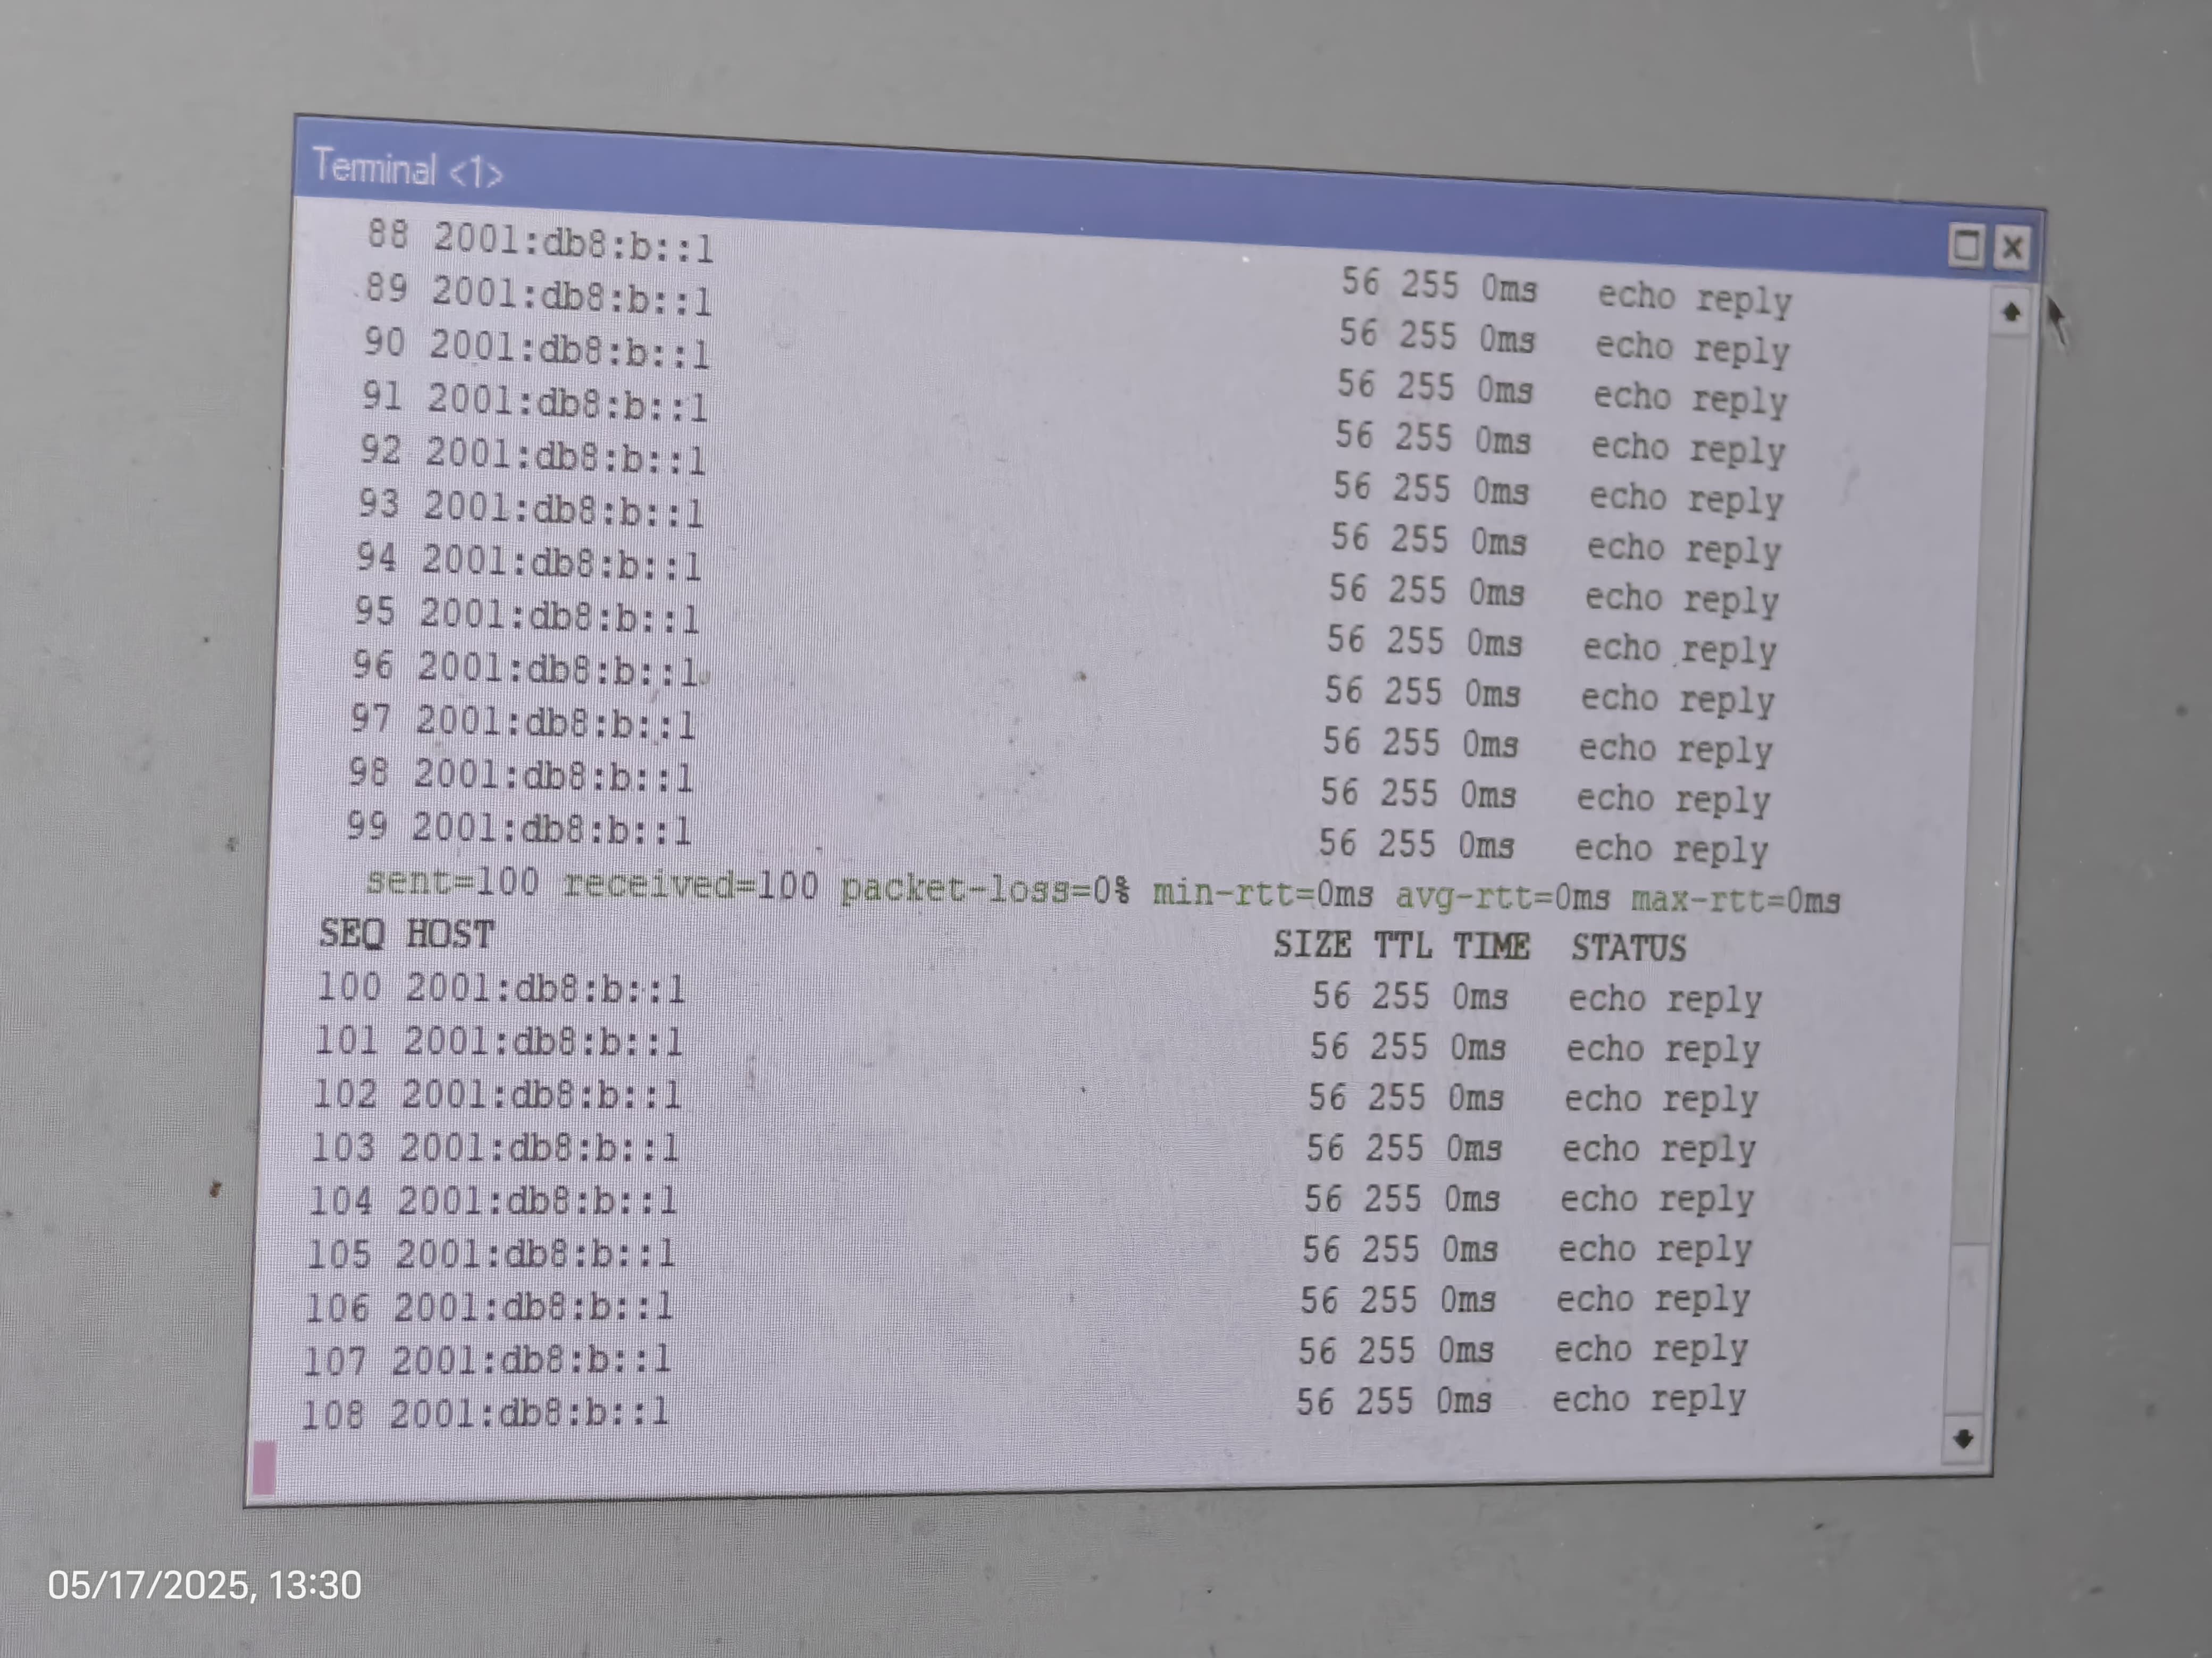 Terminal <1>
88 2001:db8:b::1 56 255 0ms echo reply
89 2001:db8:b::1 56 255 0ms echo reply
90 2001:db8:b::1 56 255 0ms echo reply
91 2001:db8:b::1 56 255 0ms echo reply
92 2001:db8:b::1 56 255 0ms echo reply
93 2001:db8:b::1 56 255 0ms echo reply
94 2001:db8:b::1 56 255 0ms echo reply
95 2001:db8:b::1 56 255 0ms echo reply
96 2001:db8:b::1 56 255 0ms echo reply
97 2001:db8:b::1 56 255 0ms echo reply
98 2001:db8:b::1 56 255 0ms echo reply
99 2001:db8:b::1 56 255 0ms echo reply
sent=100 received=100 packet-loss=0% min-rtt=0ms avg-rtt=0ms max-rtt=0ms
SEQ HOST SIZE TTL TIME STATUS
100 2001:db8:b::1 56 255 0ms echo reply
101 2001:db8:b::1 56 255 0ms echo reply
102 2001:db8:b::1 56 255 0ms echo reply
103 2001:db8:b::1 56 255 0ms echo reply
104 2001:db8:b::1 56 255 0ms echo reply
105 2001:db8:b::1 56 255 0ms echo reply
106 2001:db8:b::1 56 255 0ms echo reply
107 2001:db8:b::1 56 255 0ms echo reply
108 2001:db8:b::1 56 255 0ms echo reply
05/17/2025, 13:30